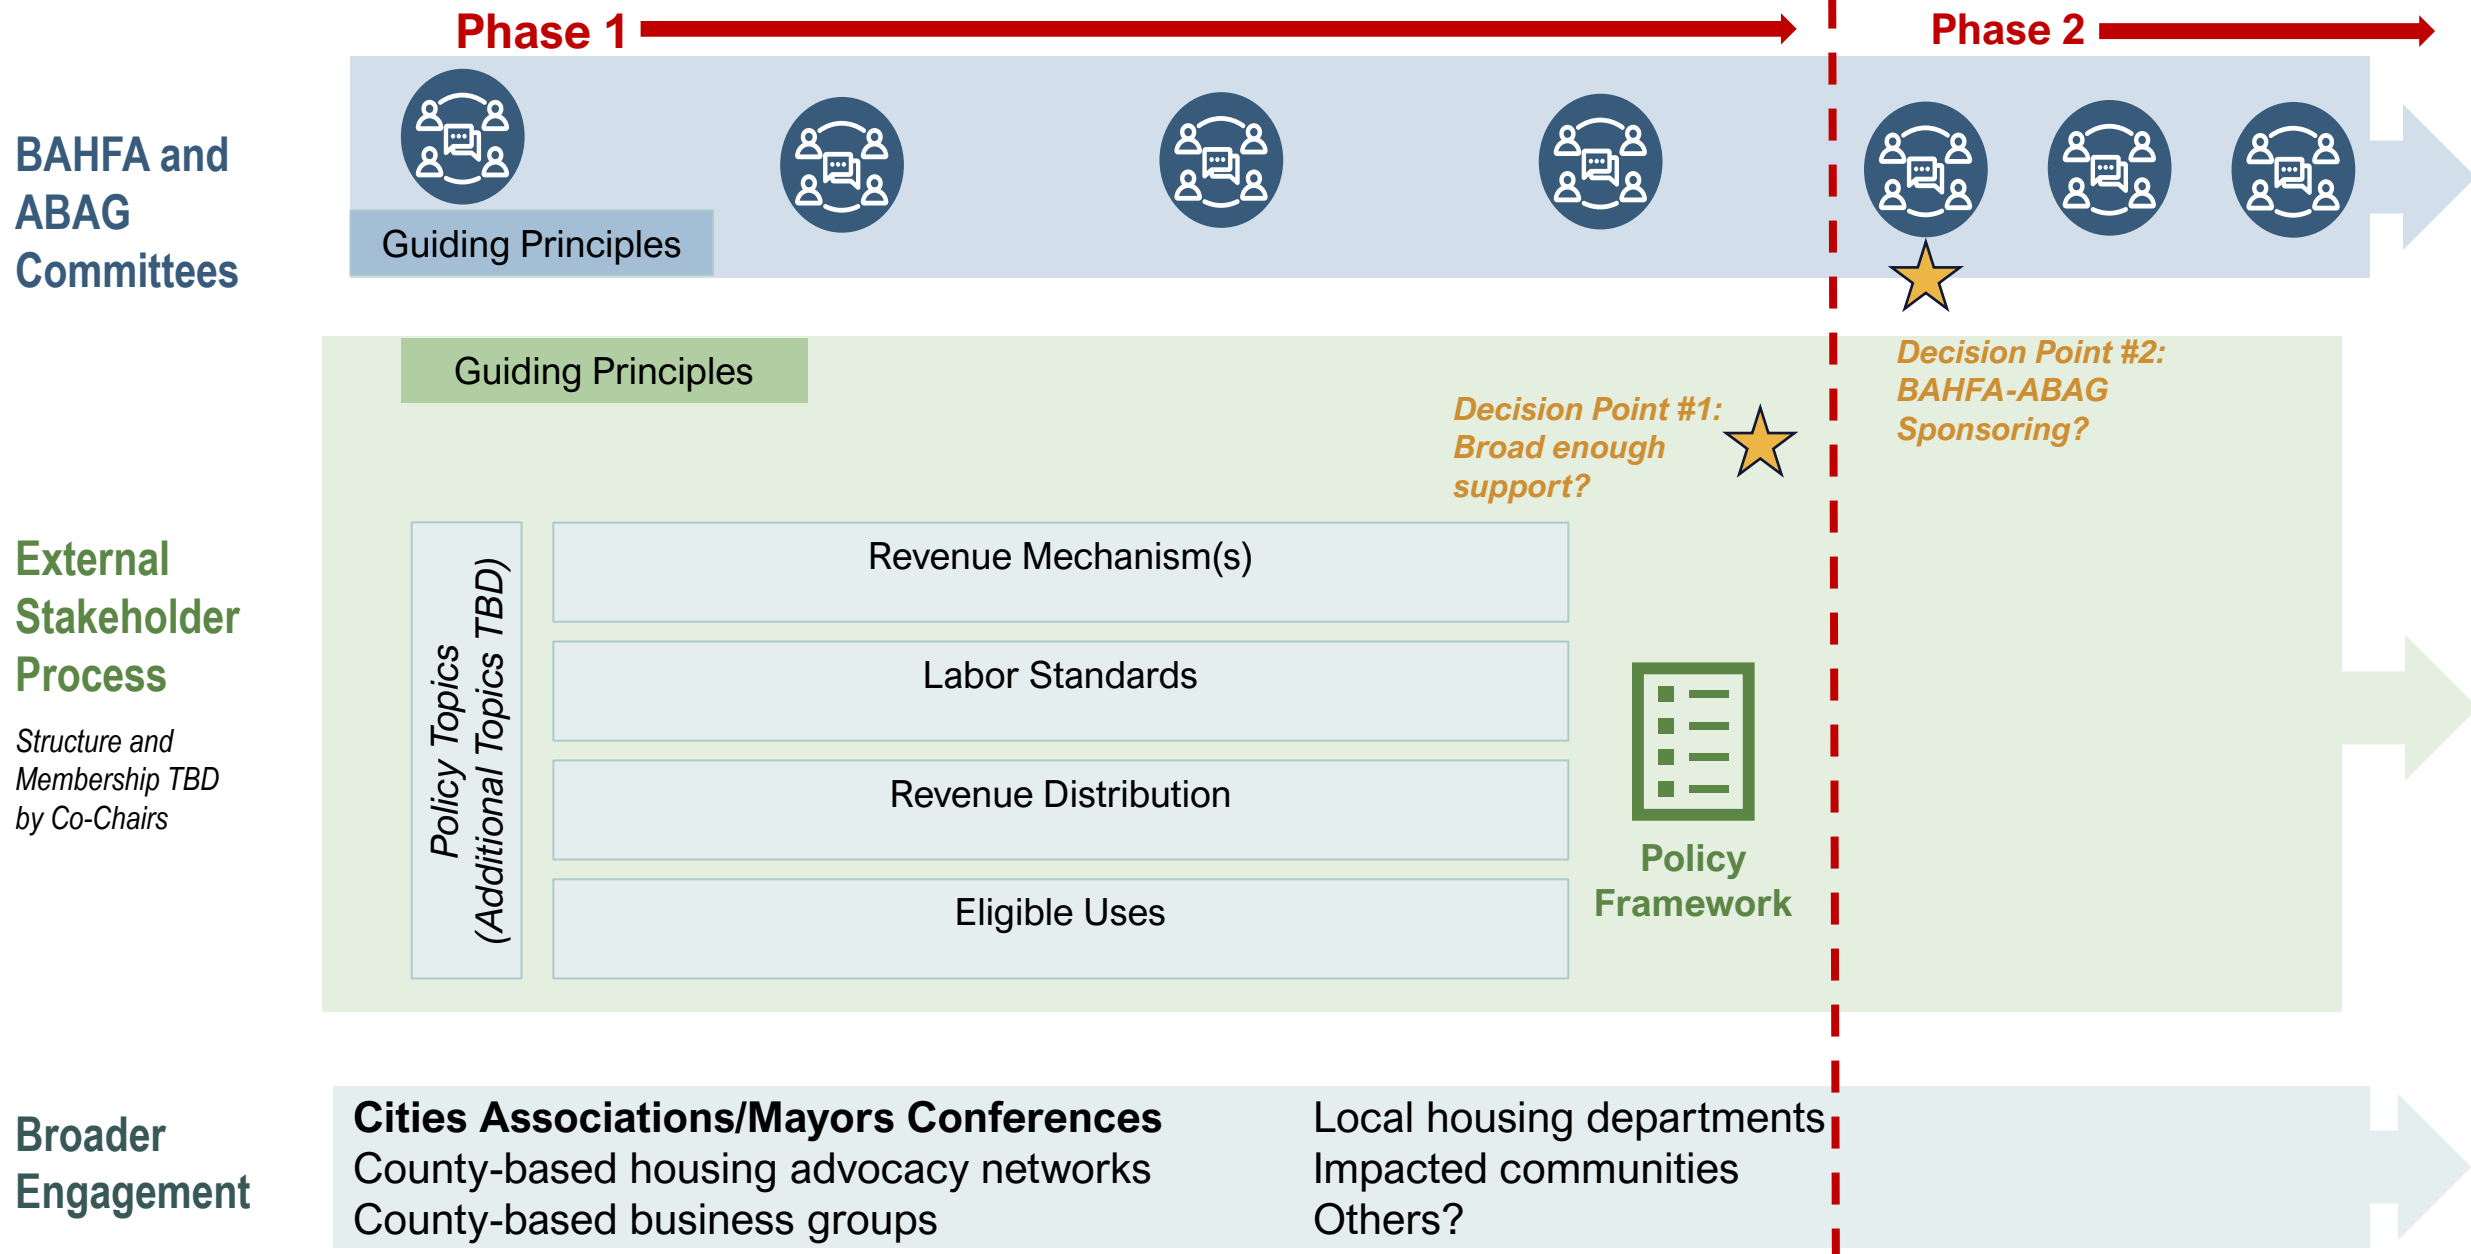 Phase 1
Phase 2
BAHFA and
ABAG
Committees
Guiding Principles
Guiding Principles
Decision Point #1:
Broad enough
support?
Decision Point #2:
BAHFA-ABAG
Sponsoring?
External
Stakeholder
Process
Structure and
Membership TBD
by Co-Chairs
Policy Topics
(Additional Topics TBD)
Revenue Mechanism(s)
Labor Standards
Revenue Distribution
Eligible Uses
Policy
Framework
Broader
Engagement
Cities Associations/Mayors Conferences
County-based housing advocacy networks
County-based business groups
Local housing departments
Impacted communities
Others?